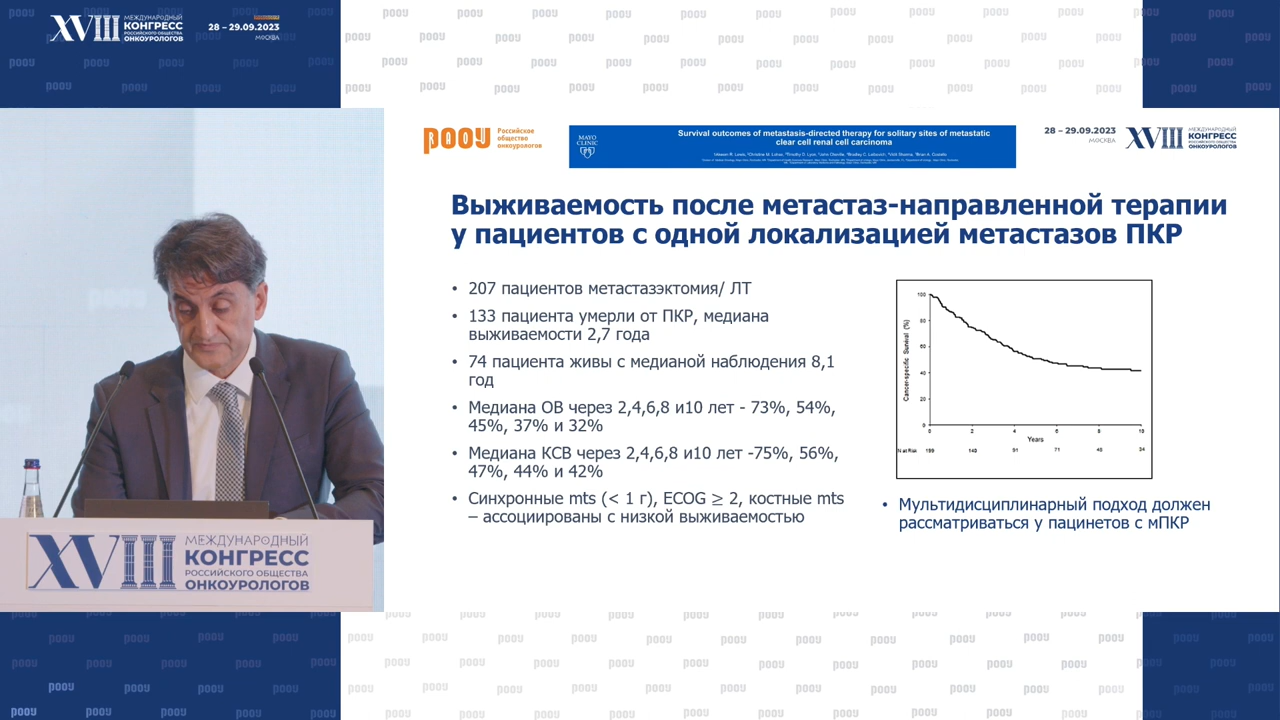 XVIII
МЕЖДУНАРОДНЫЙ
КОНГРЕСС
РОССИЙСКОГО ОБЩЕСТВА
ОНКОУРОЛОГОВ
28 – 29.09.2023
МОСКВА
РООУ
Российское
общество
онкоурологов
MAYO
CLINIC
Survival outcomes of metastasis-directed therapy for solitary sites of metastatic
clear cell renal cell carcinoma
28 – 29.09.2023
МОСКВА
XVIII
МЕЖДУНАРОДНЫЙ
КОНГРЕСС
РОССИЙСКОГО ОБЩЕСТВА
ОНКОУРОЛОГОВ
Выживаемость после метастаз-направленной терапии
у пациентов с одной локализацией метастазов ПКР
• 207 пациентов метастазэктомия/ ЛТ
• 133 пациента умерли от ПКР, медиана
выживаемости 2,7 года
• 74 пациента живы с медианой наблюдения 8,1
год
• Медиана ОВ через 2,4,6,8 и10 лет - 73%, 54%,
45%, 37% и 32%
• Медиана КСВ через 2,4,6,8 и10 лет -75%, 56%,
47%, 44% и 42%
• Синхронные mts (< 1 г), ECOG ≥ 2, костные mts
– ассоциированы с низкой выживаемостью
Cancer-specific Survival (%)
100
80
60
40
20
0
0 2 4 6 8 10
Years
N at Risk 199 149 91 71 48 34
• Мультидисциплинарный подход должен
рассматриваться у пацинетов с мПКР
XVIII
МЕЖДУНАРОДНЫЙ
КОНГРЕСС
РОССИЙСКОГО ОБЩЕСТВА
ОНКОУРОЛОГОВ